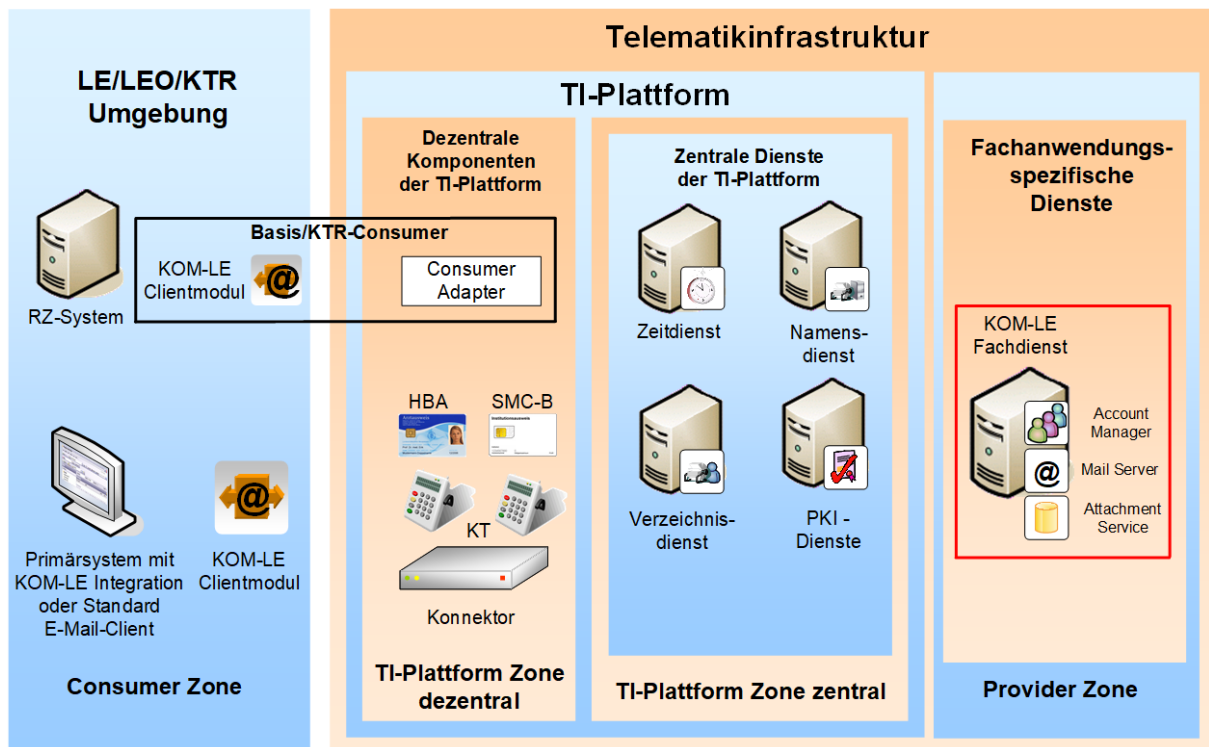 LE/LEO/KTR
Umgebung
RZ-System
Basis/KTR-Consumer
KOM-LE
Clientmodul
@
Primärsystem mit
KOM-LE Integration
oder Standard
E-Mail-Client
@
KOM-LE
Clientmodul
Consumer Zone
Telematikinfrastruktur
TI-Plattform
Dezentrale
Komponenten
der TI-Plattform
Consumer
Adapter
HBA
SMC-B
KT
Konnektor
TI-Plattform Zone
dezentral
Zentrale Dienste
der TI-Plattform
Zeitdienst
Namens-
dienst
Verzeichnis-
dienst
PKI -
Dienste
TI-Plattform Zone zentral
Fachanwendungs-
spezifische
Dienste
KOM-LE
Fachdienst
Account
Manager
@
Mail Server
Attachment
Service
Provider Zone